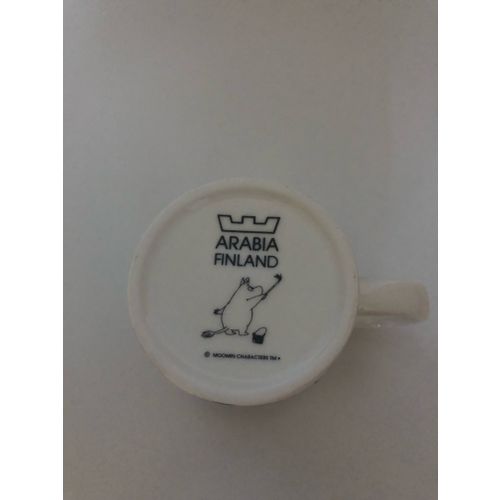 ARABIA
FINLAND
© MOOMIN CHARACTERS TM